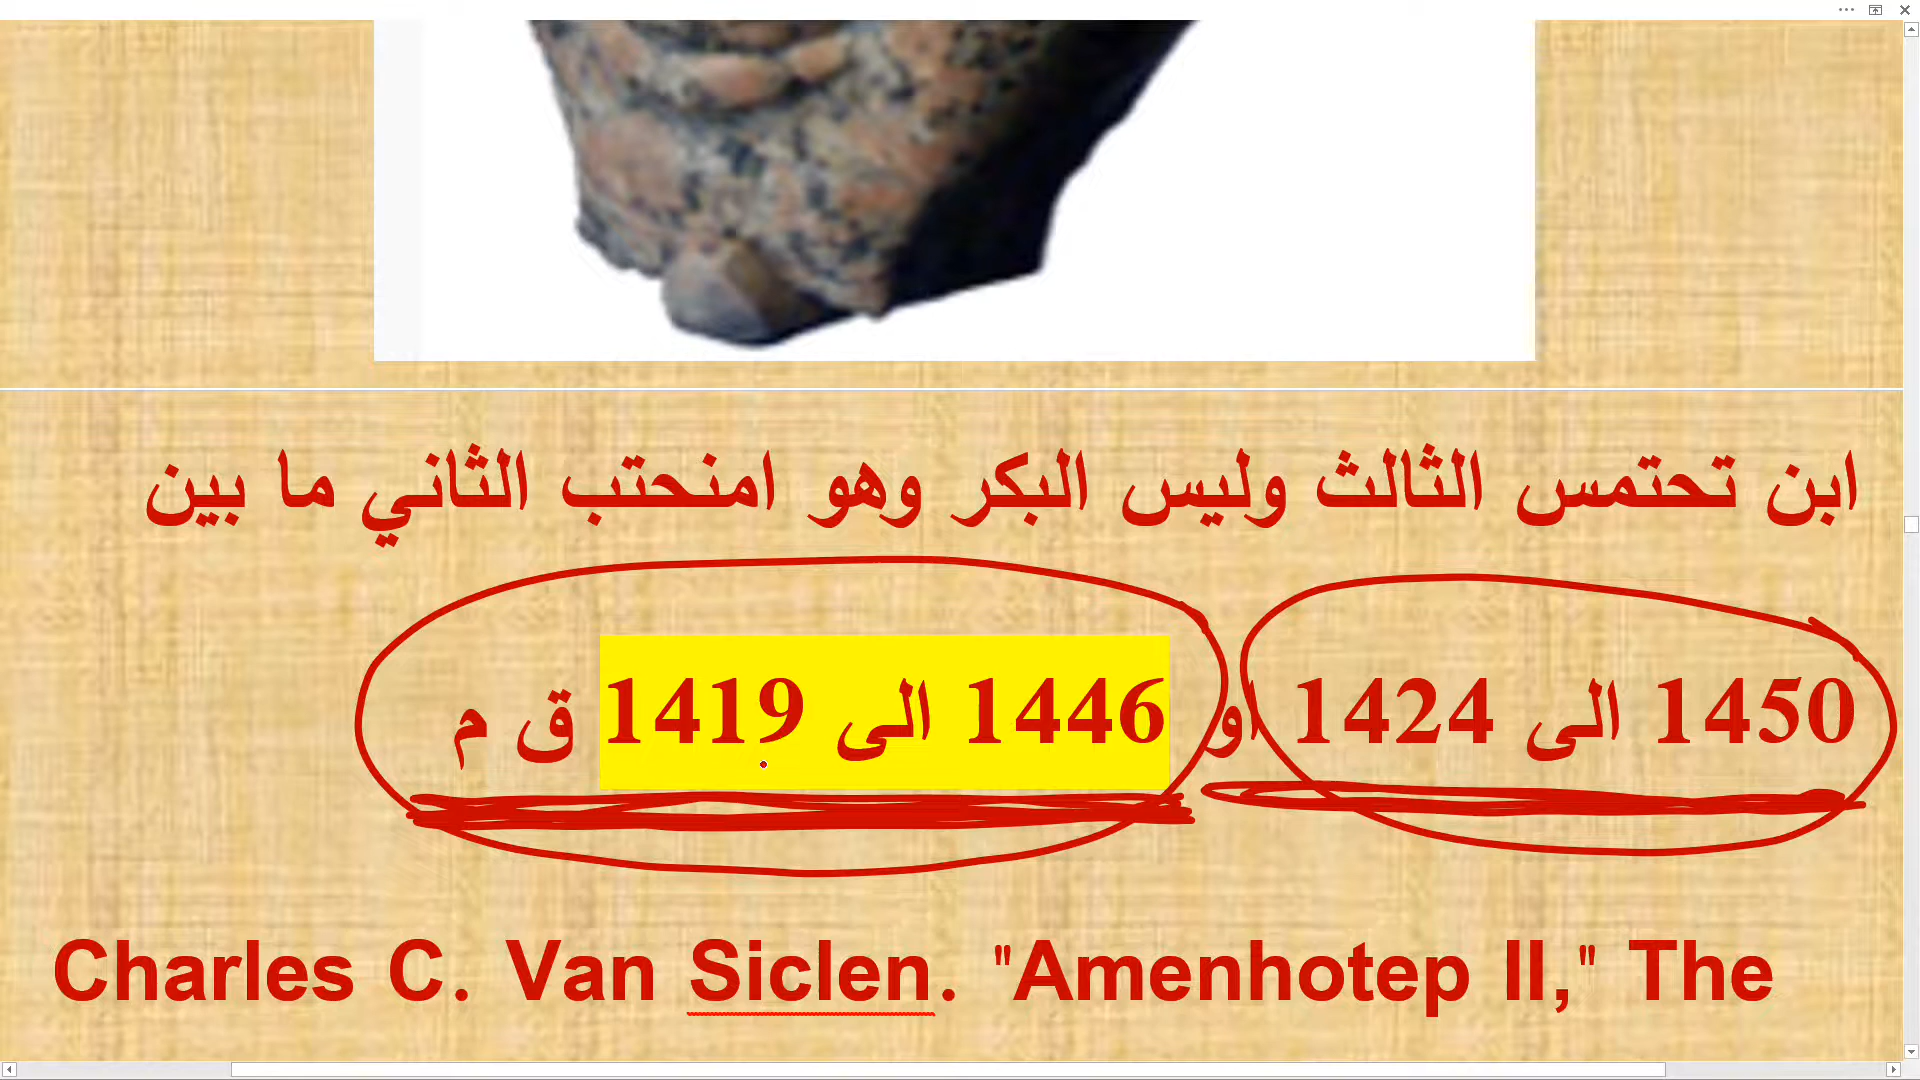 ابن تحتمس الثالث وليس البكر وهو امنحتب الثاني ما بين
1450 الى 1424 او 1446 الى 1419 ق م
Charles C. Van Siclen. "Amenhotep II," The